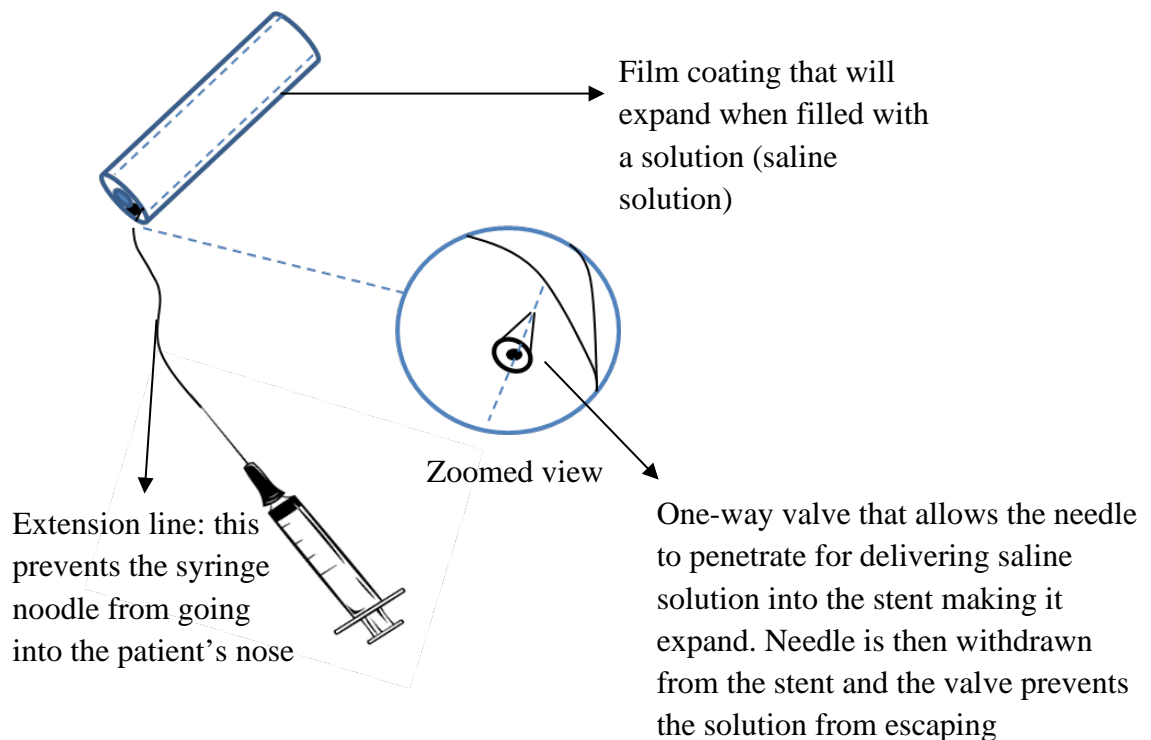 Film coating that will
expand when filled with
a solution (saline
solution)
Zoomed view
Extension line: this
prevents the syringe
noodle from going
into the patient’s nose
One-way valve that allows the needle
to penetrate for delivering saline
solution into the stent making it
expand. Needle is then withdrawn
from the stent and the valve prevents
the solution from escaping